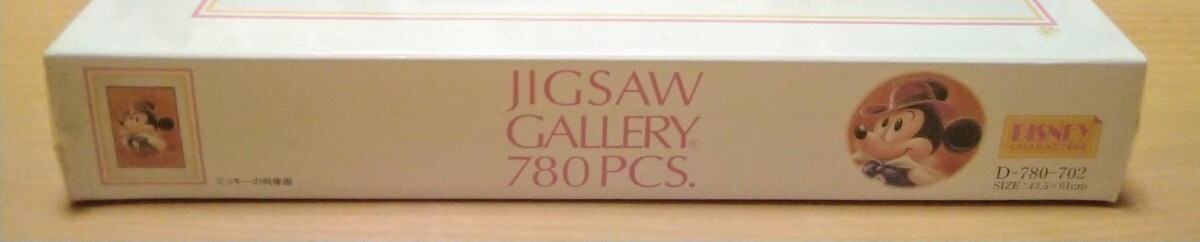 ミッキーの肖像画
JIGSAW
GALLERY®
780 PCS.
DISNEY
CHARACTERS
D-780-702
SIZE : 43.5×61cm